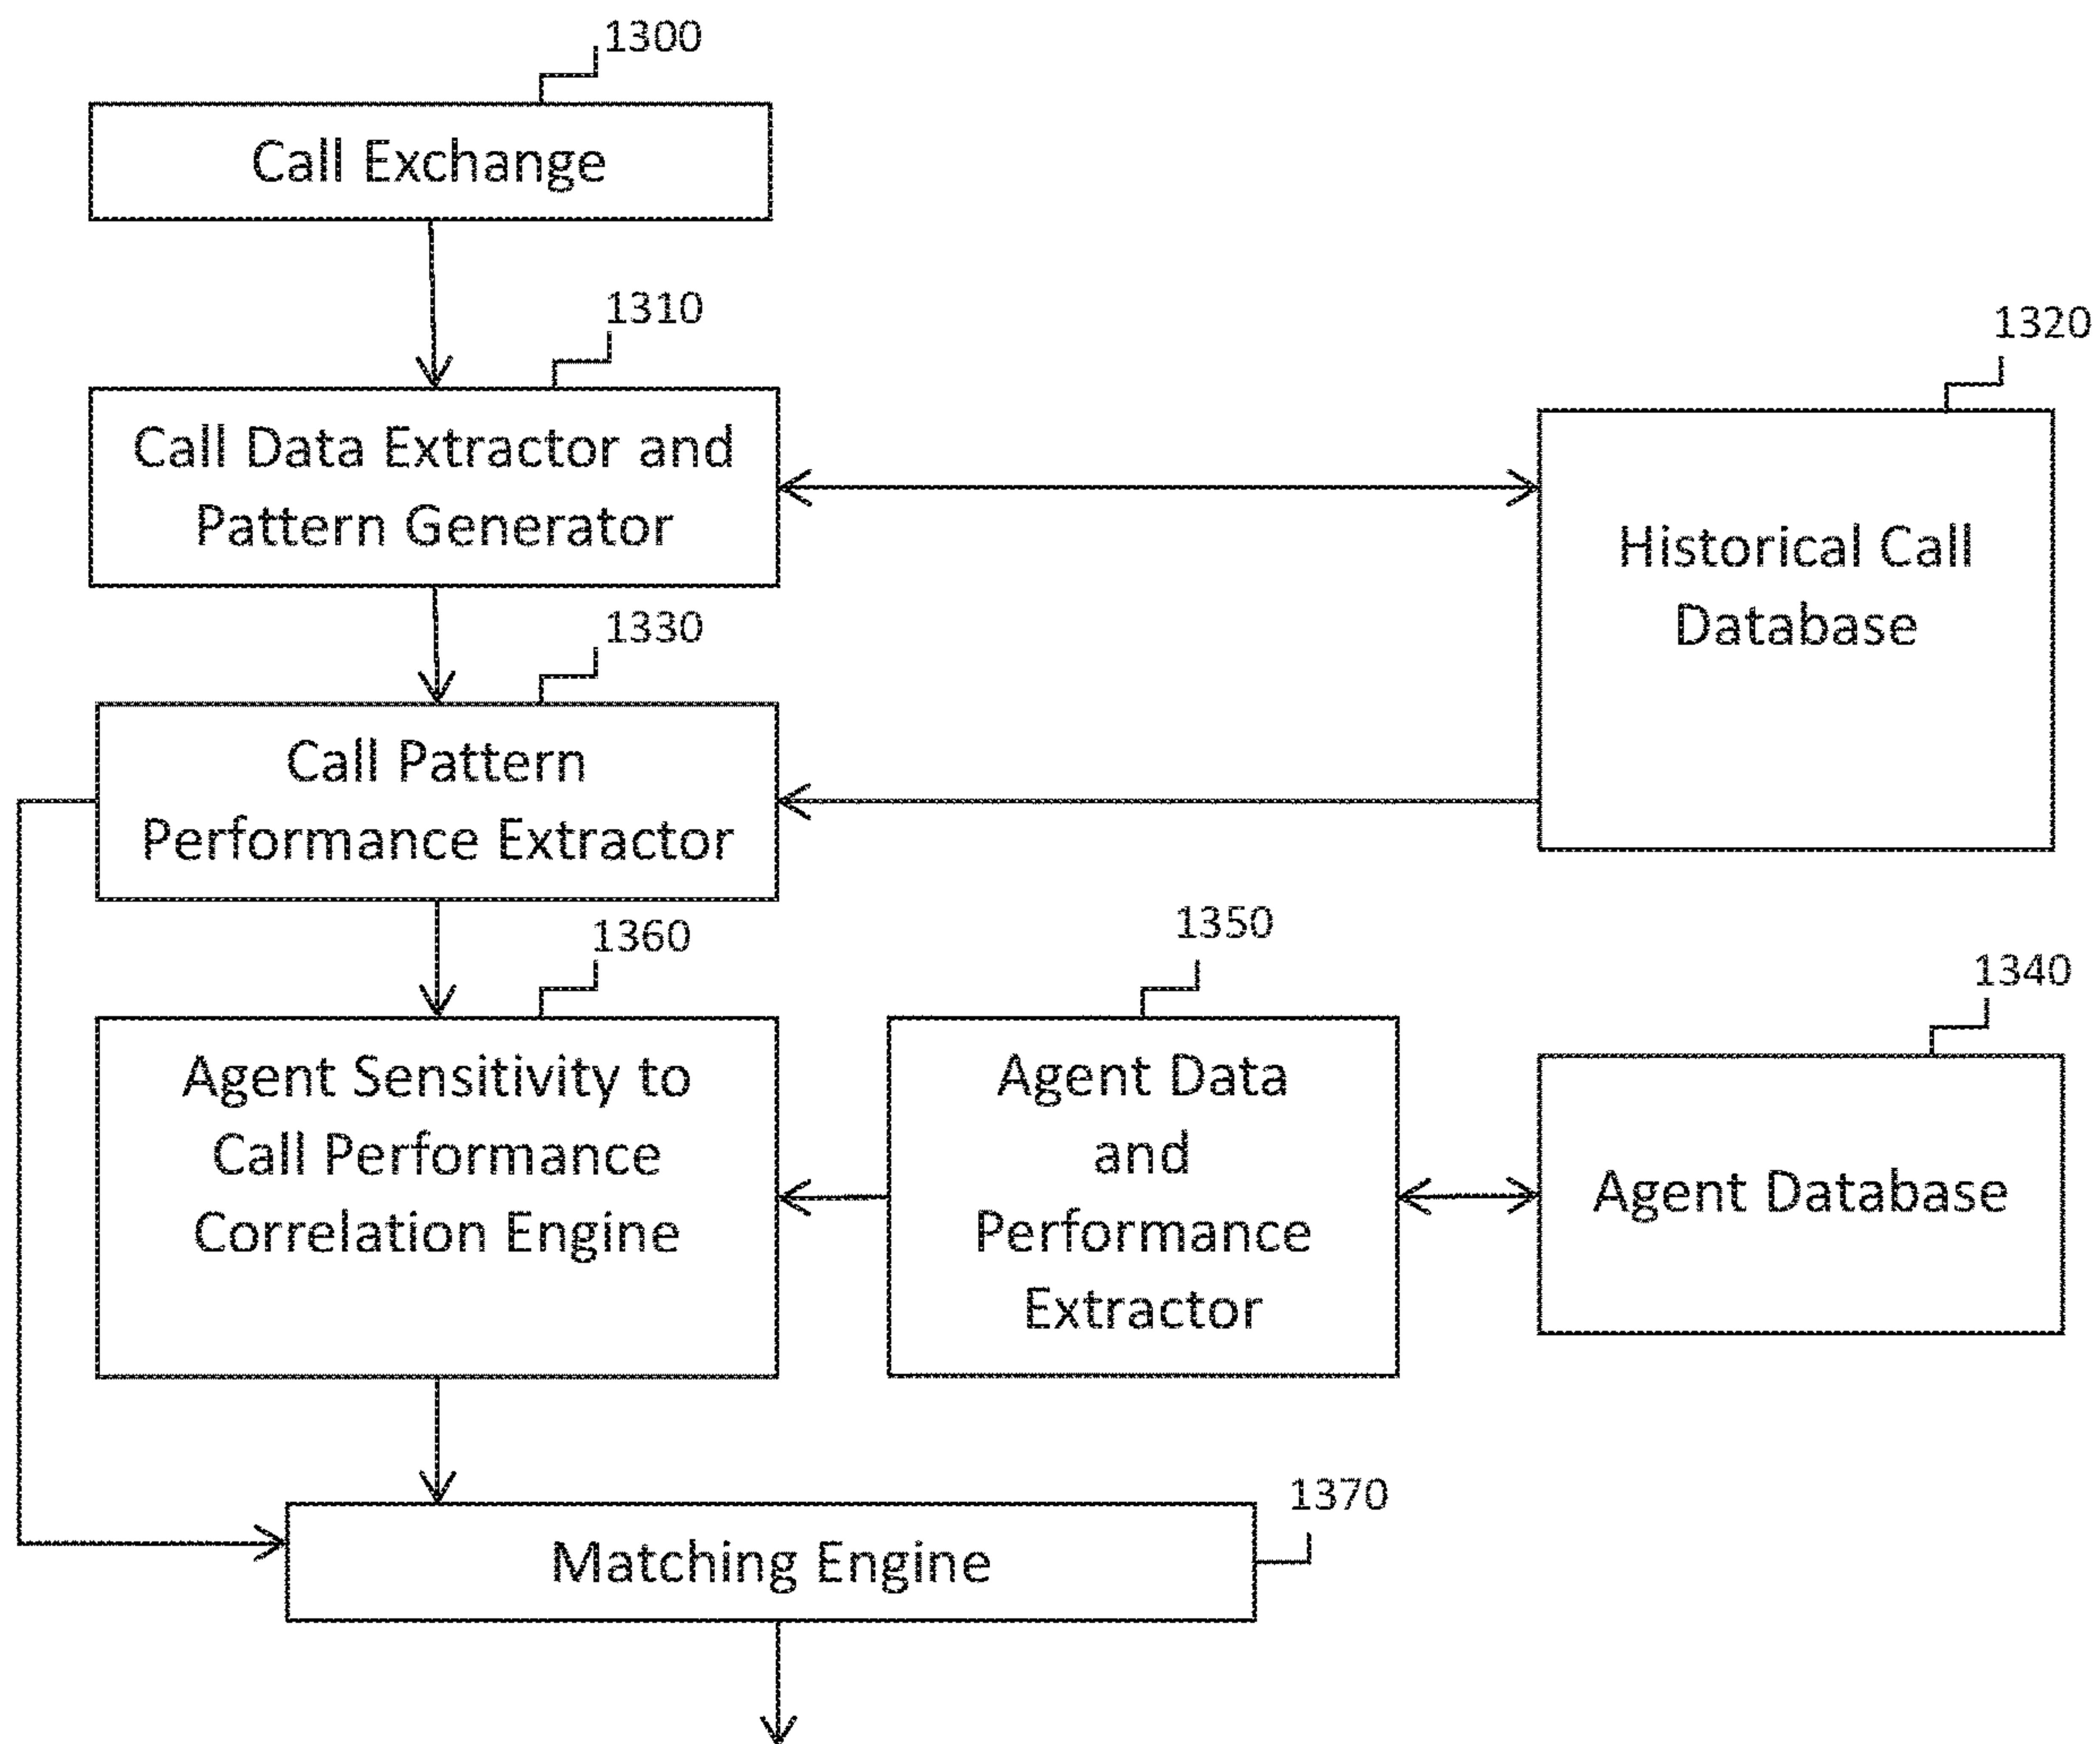 1300
Call Exchange
1310
Call Data Extractor and
Pattern Generator
1320
Historical Call
Database
1330
Call Pattern
Performance Extractor
1360
Agent Sensitivity to
Call Performance
Correlation Engine
1350
Agent Data
and
Performance
Extractor
1340
Agent Database
1370
Matching Engine